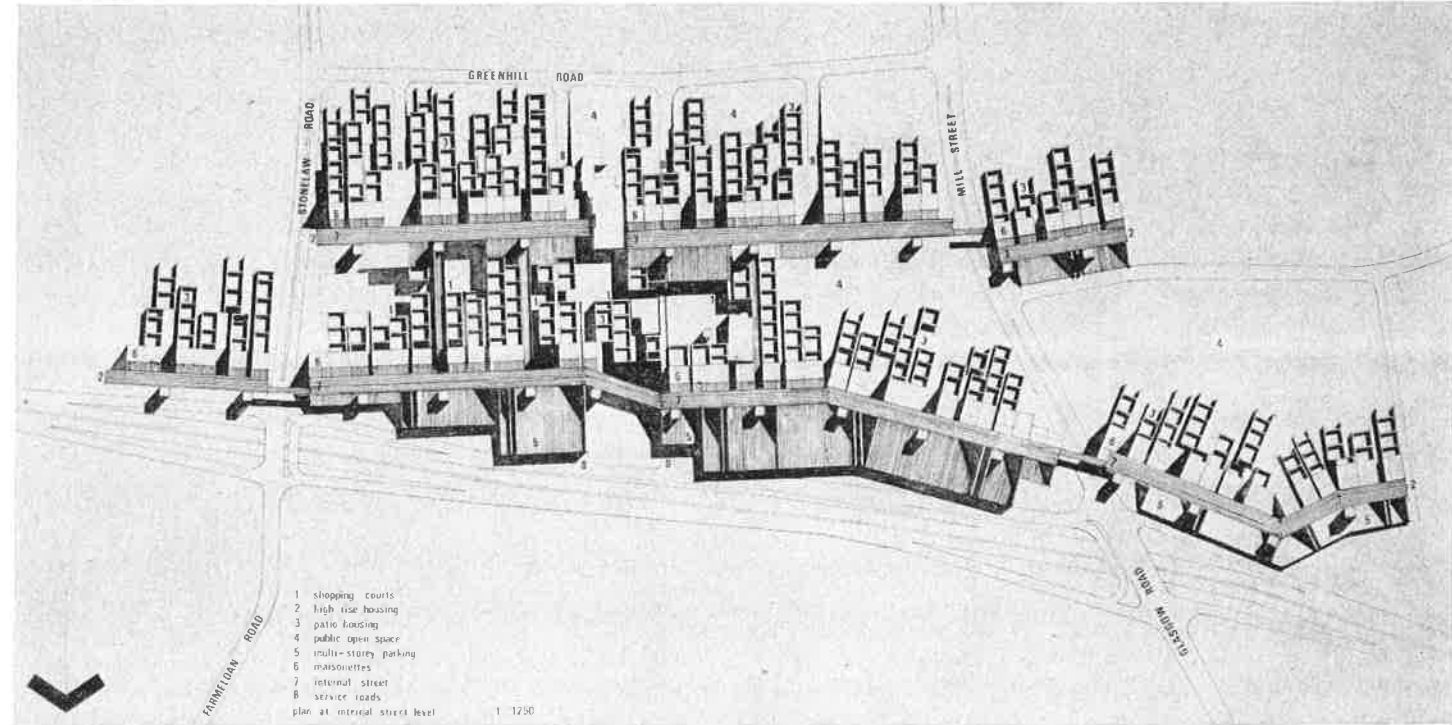 GREENHILL ROAD
STONELAW ROAD
MILL STREET
FARMELOAN ROAD
GLASGOW ROAD
1 shopping courts
2 high rise housing
3 patio housing
4 public open space
5 multi-storey parking
6 maisonettes
7 internal street
8 service roads
plan at internal street level 1 1250